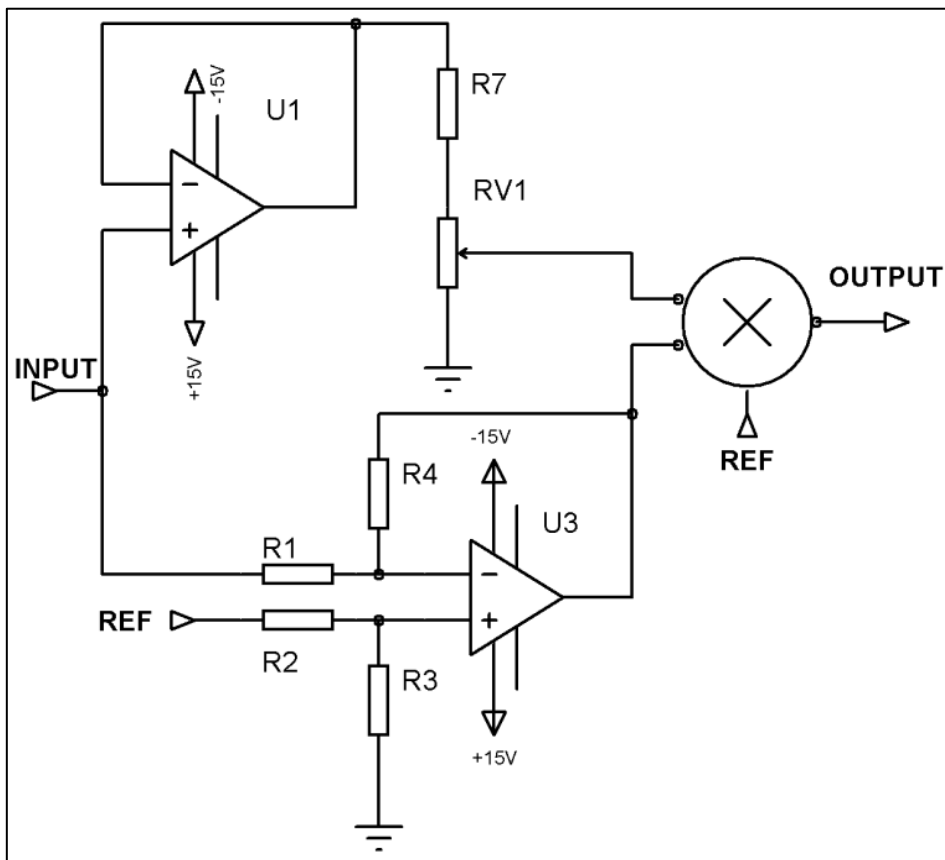 -15V
U1
R7
RV1
−
+
+15V
INPUT
OUTPUT
REF
-15V
R4
U3
R1
−
+
REF
R2
R3
+15V